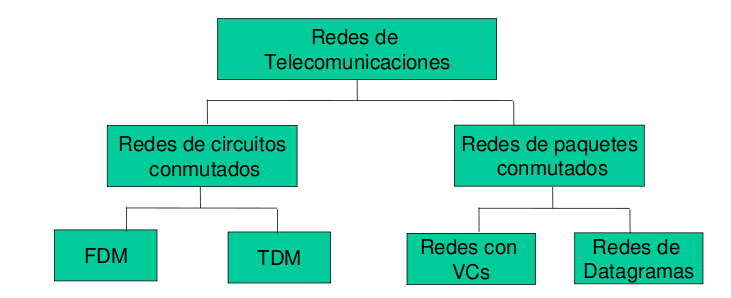 Redes de
Telecomunicaciones
Redes de circuitos
conmutados
Redes de paquetes
conmutados
FDM
TDM
Redes con
VCs
Redes de
Datagramas